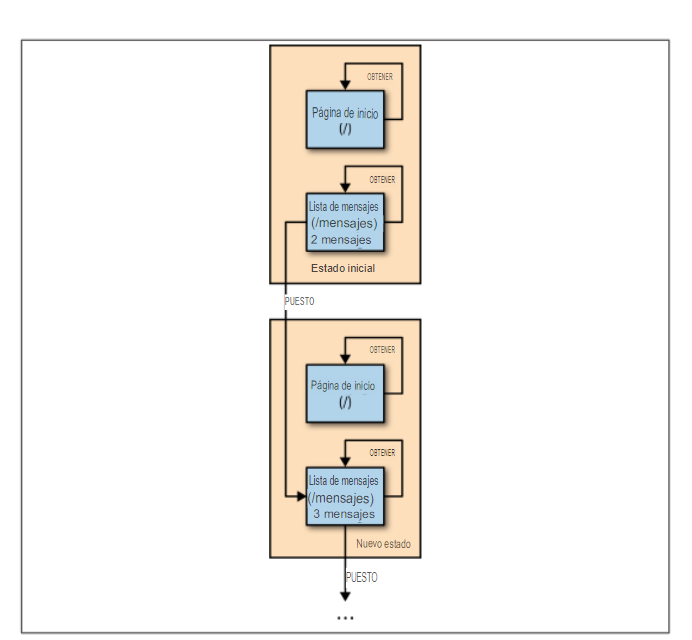 OBTENER
Página de inicio
(/)
OBTENER
Lista de mensajes
(/mensajes)
2 mensajes
Estado inicial
PUESTO
OBTENER
Página de inicio
(/)
OBTENER
Lista de mensajes
(/mensajes)
3 mensajes
Nuevo estado
PUESTO
...